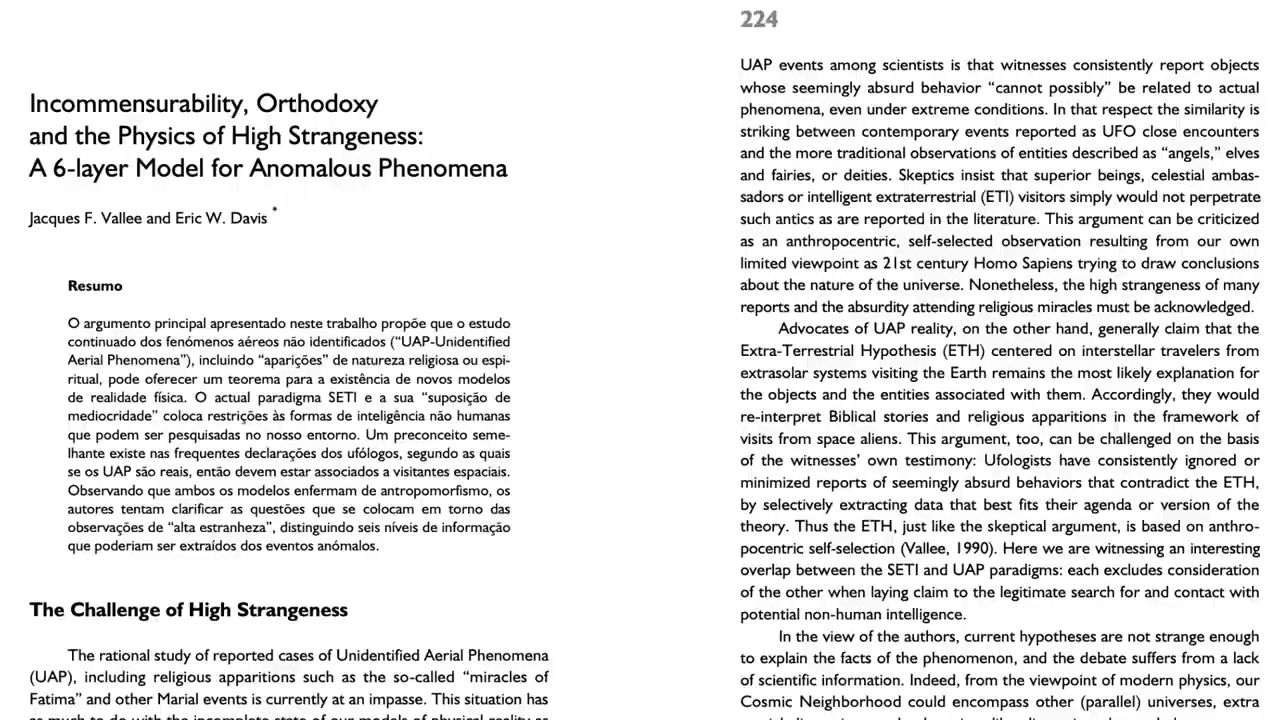 Incommensurability, Orthodoxy
and the Physics of High Strangeness:
A 6-layer Model for Anomalous Phenomena
Jacques F. Vallee and Eric W. Davis *
Resumo
O argumento principal apresentado neste trabalho propõe que o estudo
continuado dos fenómenos aéreos não identificados (“UAP-Unidentified
Aerial Phenomena”), incluindo “aparições” de natureza religiosa ou espi-
ritual, pode oferecer um teorema para a existência de novos modelos
de realidade física. O actual paradigma SETI e a sua “suposição de
mediocridade” coloca restrições às formas de inteligência não humanas
que podem ser pesquisadas no nosso entorno. Um preconceito seme-
lhante existe nas frequentes declarações dos ufólogos, segundo as quais
se os UAP são reais, então devem estar associados a visitantes espaciais.
Observando que ambos os modelos enfermam de antropomorfismo, os
autores tentam clarificar as questões que se colocam em torno das
observações de “alta estranheza”, distinguindo seis níveis de informação
que poderiam ser extraídos dos eventos anómalos.
The Challenge of High Strangeness
The rational study of reported cases of Unidentified Aerial Phenomena
(UAP), including religious apparitions such as the so-called “miracles of
Fatima” and other Marial events is currently at an impasse. This situation has
as much to do with the incomplete state of our models of physical reality as
224
UAP events among scientists is that witnesses consistently report objects
whose seemingly absurd behavior “cannot possibly” be related to actual
phenomena, even under extreme conditions. In that respect the similarity is
striking between contemporary events reported as UFO close encounters
and the more traditional observations of entities described as “angels,” elves
and fairies, or deities. Skeptics insist that superior beings, celestial ambas-
sadors or intelligent extraterrestrial (ETI) visitors simply would not perpetrate
such antics as are reported in the literature. This argument can be criticized
as an anthropocentric, self-selected observation resulting from our own
limited viewpoint as 21st century Homo Sapiens trying to draw conclusions
about the nature of the universe. Nonetheless, the high strangeness of many
reports and the absurdity attending religious miracles must be acknowledged.
Advocates of UAP reality, on the other hand, generally claim that the
Extra-Terrestrial Hypothesis (ETH) centered on interstellar travelers from
extrasolar systems visiting the Earth remains the most likely explanation for
the objects and the entities associated with them. Accordingly, they would
re-interpret Biblical stories and religious apparitions in the framework of
visits from space aliens. This argument, too, can be challenged on the basis
of the witnesses’ own testimony: Ufologists have consistently ignored or
minimized reports of seemingly absurd behaviors that contradict the ETH,
by selectively extracting data that best fits their agenda or version of the
theory. Thus the ETH, just like the skeptical argument, is based on anthro-
pocentric self-selection (Vallee, 1990). Here we are witnessing an interesting
overlap between the SETI and UAP paradigms: each excludes consideration
of the other when laying claim to the legitimate search for and contact with
potential non-human intelligence.
In the view of the authors, current hypotheses are not strange enough
to explain the facts of the phenomenon, and the debate suffers from a lack
of scientific information. Indeed, from the viewpoint of modern physics, our
Cosmic Neighborhood could encompass other (parallel) universes, extra